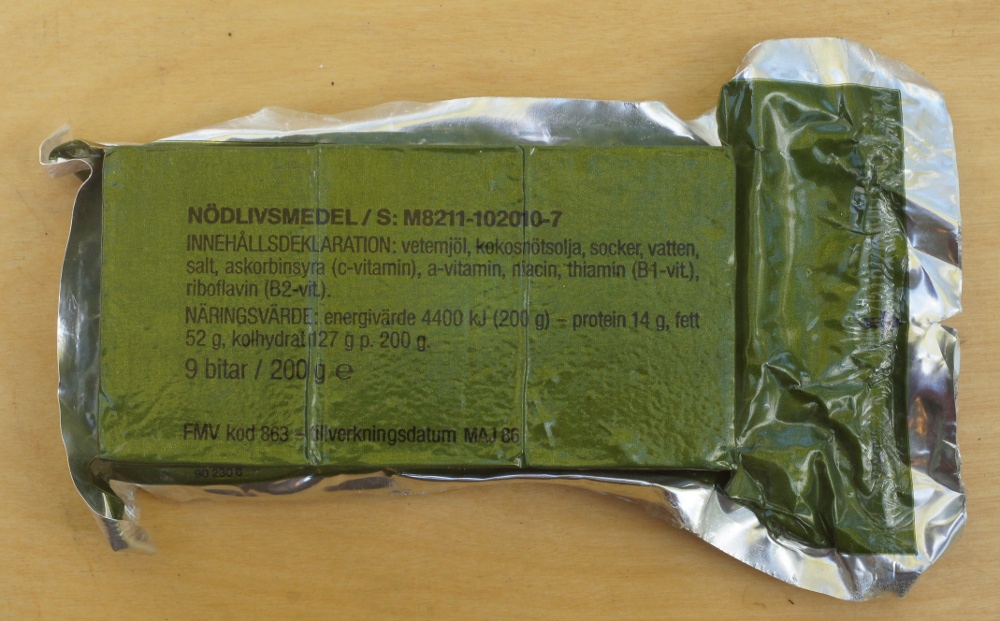 NÖDLIVSMEDEL / S: M8211-102010-7
INNEHÅLLSDEKLARATION: vetemjöl, kokosnötsolja, socker, vatten,
salt, askorbinsyra (c-vitamin), a-vitamin, niacin, thiamin (B1-vit.),
riboflavin (B2-vit.).
NÄRINGSVÄRDE: energivärde 4400 kJ (200 g) – protein 14 g, fett
52 g, kolhydrat 127 g p. 200 g.
9 bitar / 200 g ℮
FMV kod 863 – tillverkningsdatum MAJ 86